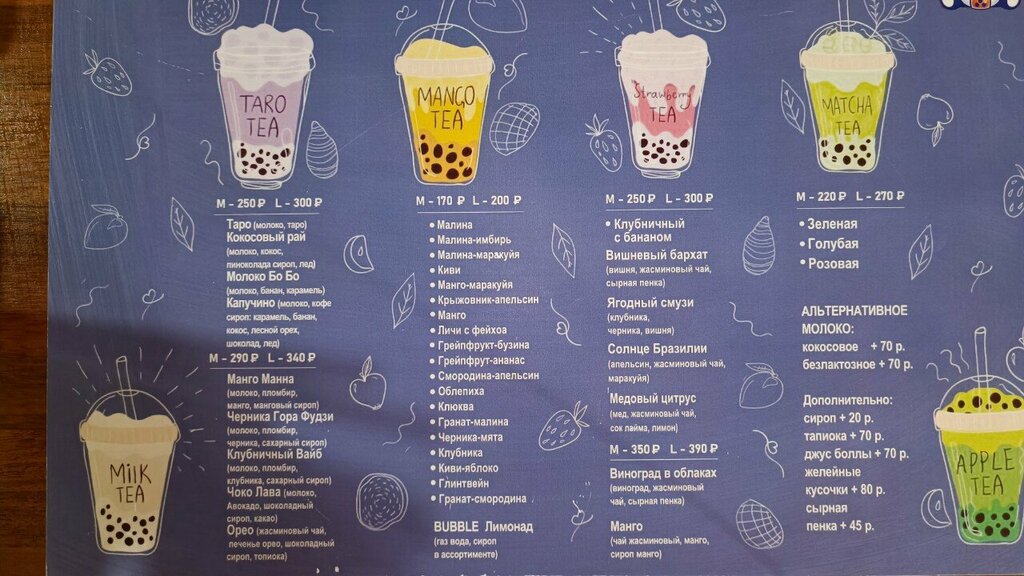 TARO
TEA
M – 250 ₽ L – 300 ₽
Таро (молоко, таро)
Кокосовый рай
(молоко, кокос,
пиноколада сироп, лед)
Молоко Бо Бо
(молоко, банан, карамель)
Капучино (молоко, кофе
сироп: карамель, банан,
кокос, лесной орех,
шоколад, лед)
M – 290 ₽ L – 340 ₽
Манго Манна
(молоко, пломбир,
манго, манговый сироп)
Черника Гора Фудзи
(молоко, пломбир,
черника, сахарный сироп)
Клубничный Вайб
(молоко, пломбир,
клубника, сахарный сироп)
Чоко Лава (молоко,
Авокадо, шоколадный
сироп, какао)
Орео (жасминовый чай,
печенье орео, шоколадный
сироп, топиока)
MILK
TEA
MANGO
TEA
M – 170 ₽ L – 200 ₽
• Малина
• Малина-имбирь
• Малина-маракуйя
• Киви
• Манго-маракуйя
• Крыжовник-апельсин
• Манго
• Личи с фейхоа
• Грейпфрукт-бузина
• Грейпфрут-ананас
• Смородина-апельсин
• Облепиха
• Клюква
• Гранат-малина
• Черника-мята
• Клубника
• Киви-яблоко
• Глинтвейн
• Гранат-смородина
BUBBLE Лимонад
(газ вода, сироп
в ассортименте)
Strawberry
TEA
M – 250 ₽ L – 300 ₽
• Клубничный
с бананом
Вишневый бархат
(вишня, жасминовый чай,
сырная пенка)
Ягодный смузи
(клубника,
черника, вишня)
Солнце Бразилии
(апельсин, жасминовый чай,
маракуйя)
Медовый цитрус
(мед, жасминовый чай,
сок лайма, лимон)
M – 350 ₽ L – 390 ₽
Виноград в облаках
(виноград, жасминовый
чай, сырная пенка)
Манго
(чай жасминовый, манго,
сироп манго)
MATCHA
TEA
M – 220 ₽ L – 270 ₽
• Зеленая
• Голубая
• Розовая
АЛЬТЕРНАТИВНОЕ
МОЛОКО:
кокосовое + 70 р.
безлактозное + 70 р.
Дополнительно:
сироп + 20 р.
тапиока + 70 р.
джус боллы + 70 р.
желейные
кусочки + 80 р.
сырная
пенка + 45 р.
APPLE
TEA